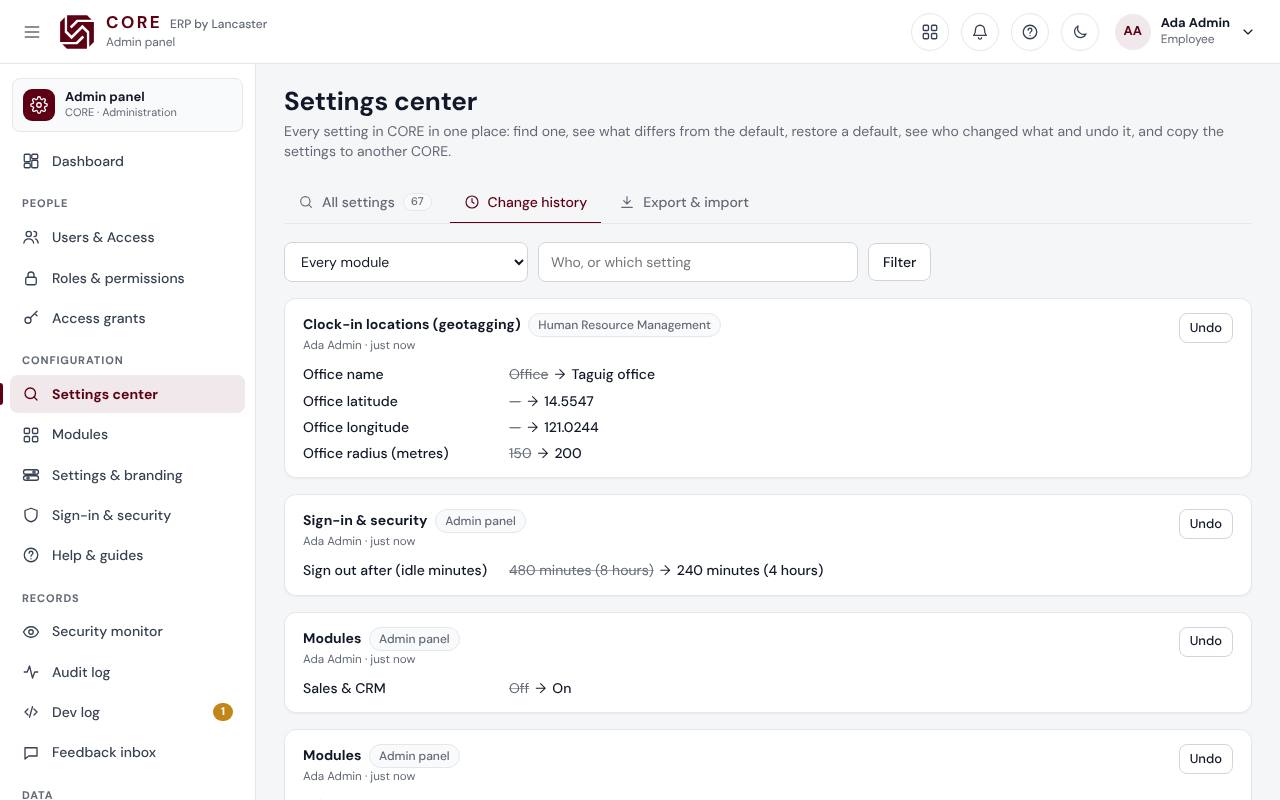 CORE ERP by Lancaster
Admin panel
AA
Ada Admin
Employee
Admin panel
CORE · Administration
Dashboard
PEOPLE
Users & Access
Roles & permissions
Access grants
CONFIGURATION
Settings center
Modules
Settings & branding
Sign-in & security
Help & guides
RECORDS
Security monitor
Audit log
Dev log 1
Feedback inbox
DATA
Settings center
Every setting in CORE in one place: find one, see what differs from the default, restore a default, see who changed what and undo it, and copy the
settings to another CORE.
All settings 67 Change history Export & import
Every module Who, or which setting Filter
Clock-in locations (geotagging) Human Resource Management Undo
Ada Admin · just now
Office name Office → Taguig office
Office latitude — → 14.5547
Office longitude — → 121.0244
Office radius (metres) 150 → 200
Sign-in & security Admin panel Undo
Ada Admin · just now
Sign out after (idle minutes) 480 minutes (8 hours) → 240 minutes (4 hours)
Modules Admin panel Undo
Ada Admin · just now
Sales & CRM Off → On
Modules Admin panel Undo
Ada Admin · just now